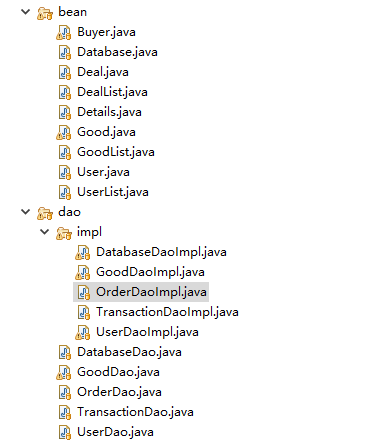 bean
Buyer.java
Database.java
Deal.java
DealList.java
Details.java
Good.java
GoodList.java
User.java
UserList.java
dao
impl
DatabaseDaoImpl.java
GoodDaoImpl.java
OrderDaoImpl.java
TransactionDaoImpl.java
UserDaoImpl.java
DatabaseDao.java
GoodDao.java
OrderDao.java
TransactionDao.java
UserDao.java